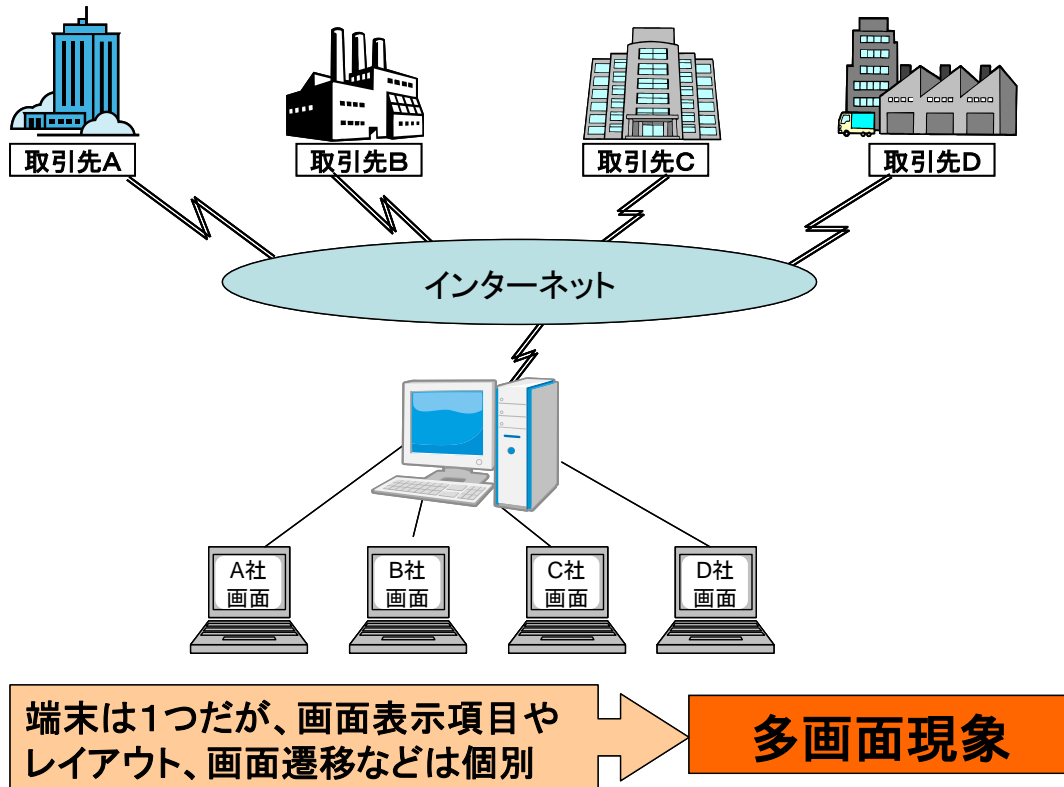 取引先A
取引先B
取引先C
取引先D
インターネット
A社
画面
B社
画面
C社
画面
D社
画面
端末は１つだが、画面表示項目や
レイアウト、画面遷移などは個別
多画面現象